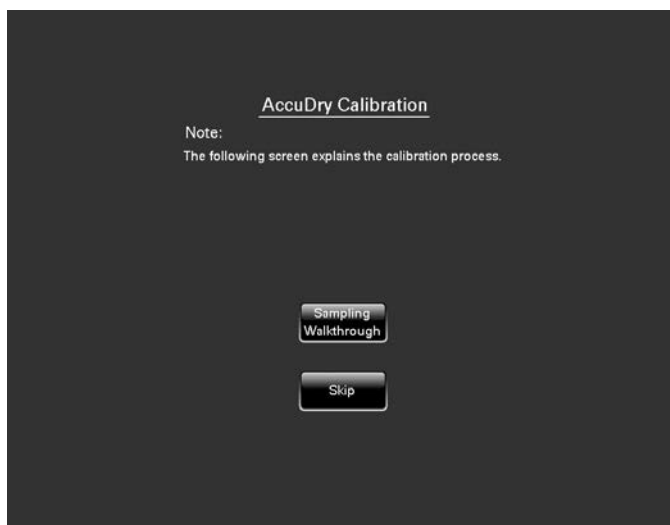 AccuDry Calibration
Note:
The following screen explains the calibration process.
Sampling
Walkthrough
Skip